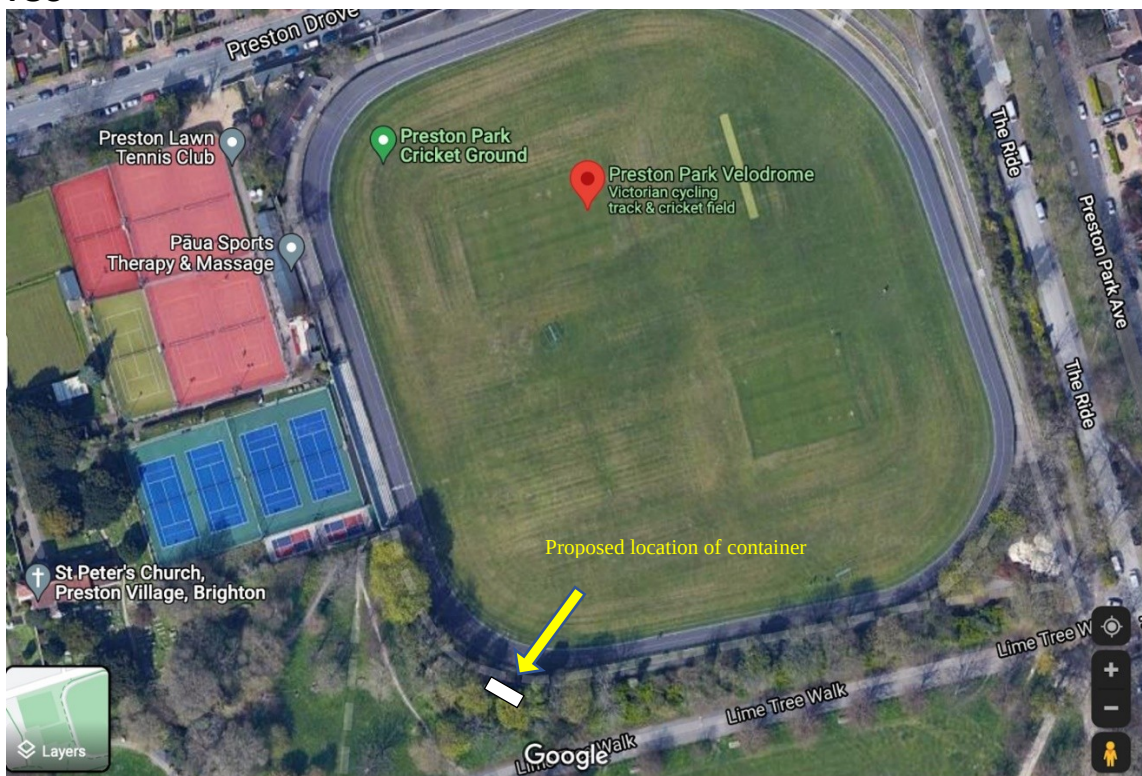 Preston Drove
Preston Lawn
Tennis Club
Preston Park
Cricket Ground
Preston Park Velodrome
Victorian cycling
track & cricket field
The Ride
Pāua Sports
Therapy & Massage
Preston Park Ave
The Ride
Proposed location of container
St Peter's Church,
Preston Village, Brighton
Lime Tree W
Lime Tree Walk
Layers
Google
Lime
Walk